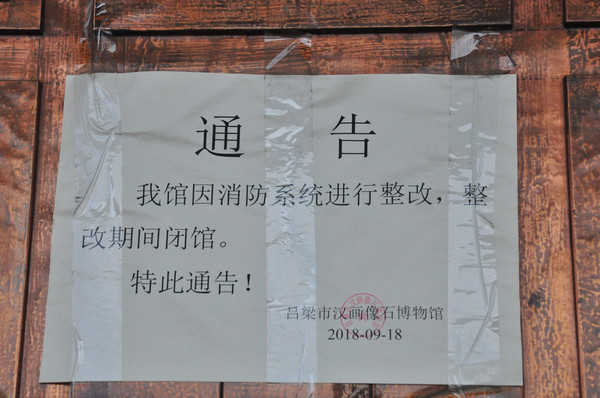 通 告
我馆因消防系统进行整改，整
改期间闭馆。
特此通告！
吕梁市汉画像石博物馆
2018-09-18